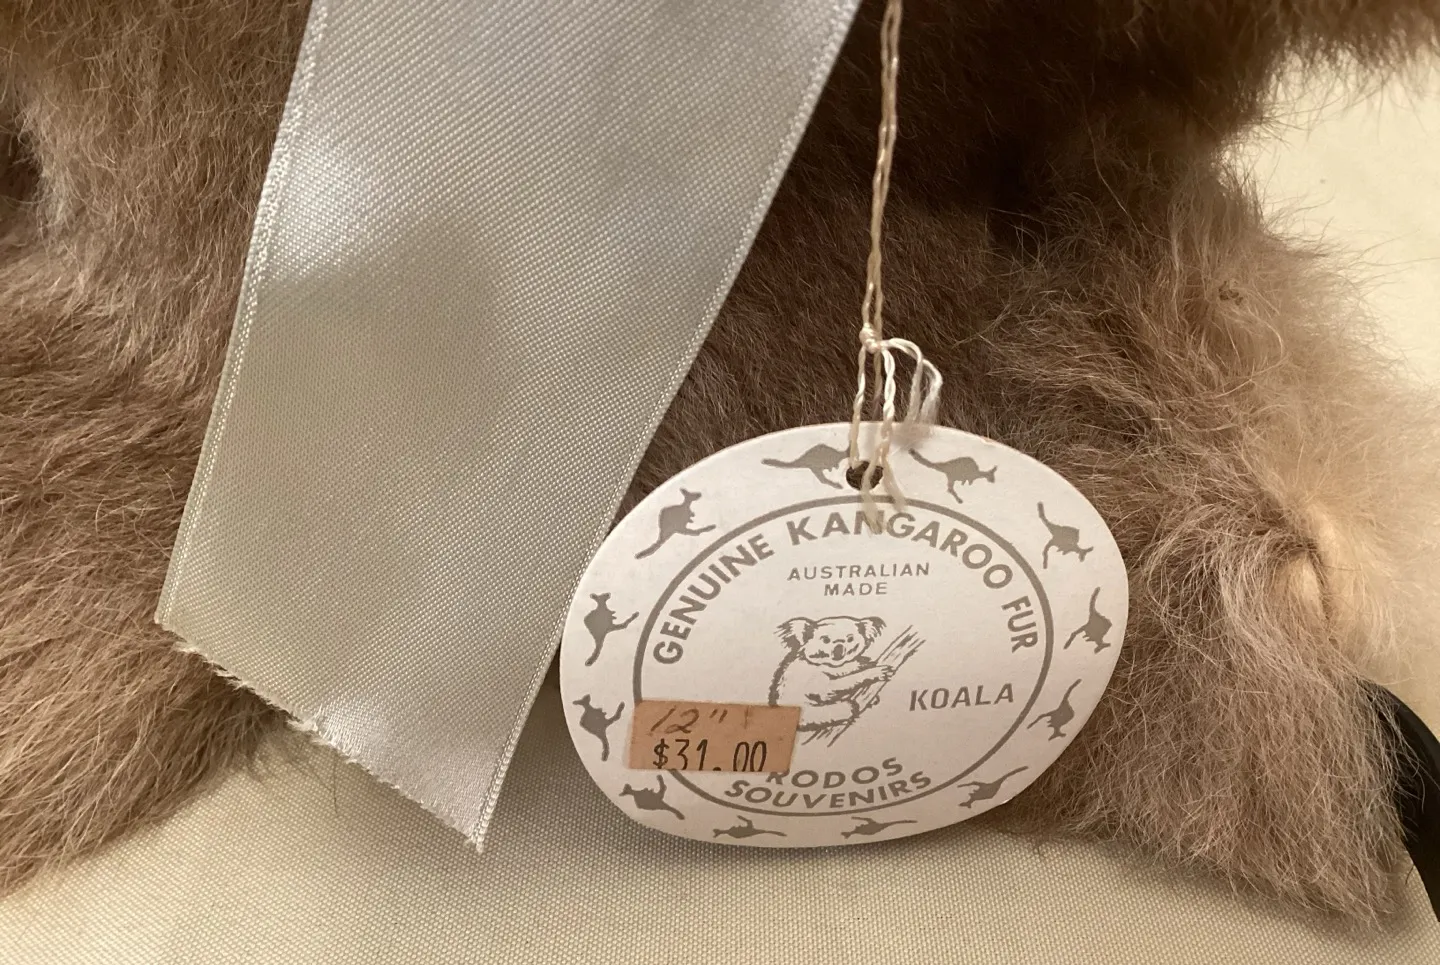 GENUINE KANGAROO FUR
AUSTRALIAN
MADE
KOALA
12"
$31.00
RODOS
SOUVENIRS